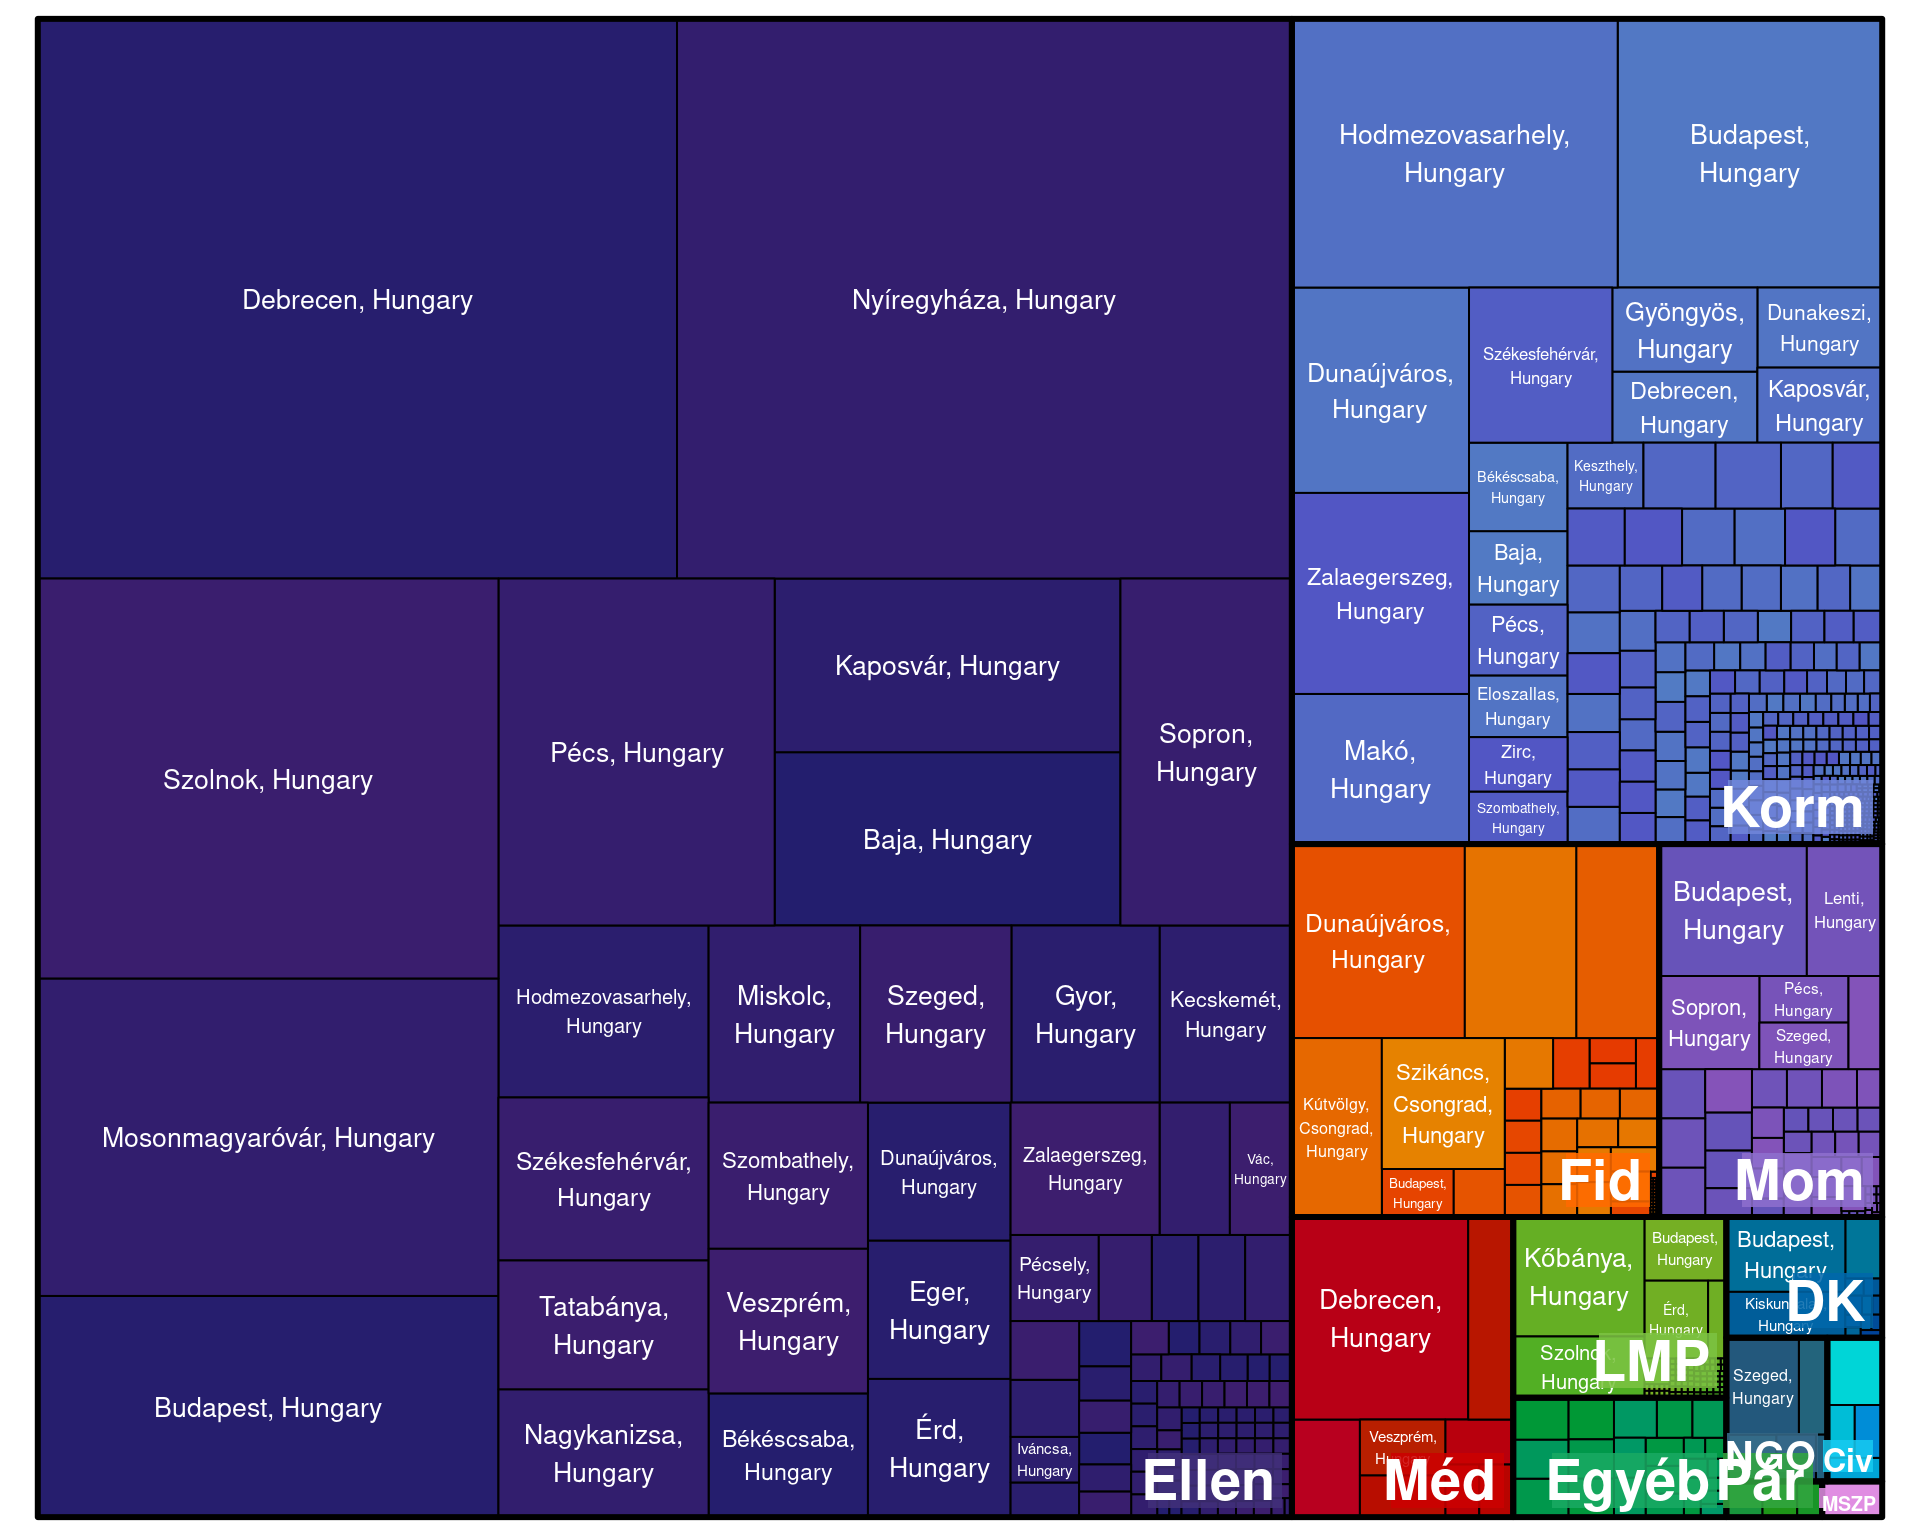 Debrecen, Hungary
Nyíregyháza, Hungary
Szolnok, Hungary
Pécs, Hungary
Kaposvár, Hungary
Baja, Hungary
Sopron,
Hungary
Mosonmagyaróvár, Hungary
Budapest, Hungary
Hodmezovasarhely,
Hungary
Miskolc,
Hungary
Szeged,
Hungary
Gyor,
Hungary
Kecskemét,
Hungary
Székesfehérvár,
Hungary
Szombathely,
Hungary
Dunaújváros,
Hungary
Zalaegerszeg,
Hungary
Vác,
Hungary
Tatabánya,
Hungary
Veszprém,
Hungary
Eger,
Hungary
Pécsely,
Hungary
Nagykanizsa,
Hungary
Békéscsaba,
Hungary
Érd,
Hungary
Iváncsa,
Hungary
Ellen
Hodmezovasarhely,
Hungary
Budapest,
Hungary
Dunaújváros,
Hungary
Székesfehérvár,
Hungary
Gyöngyös,
Hungary
Dunakeszi,
Hungary
Debrecen,
Hungary
Kaposvár,
Hungary
Zalaegerszeg,
Hungary
Makó,
Hungary
Békéscsaba,
Hungary
Keszthely,
Hungary
Baja,
Hungary
Pécs,
Hungary
Eloszallas,
Hungary
Zirc,
Hungary
Szombathely,
Hungary
Korm
Dunaújváros,
Hungary
Kútvölgy,
Csongrad,
Hungary
Szikáncs,
Csongrad,
Hungary
Budapest,
Hungary
Fid
Budapest,
Hungary
Lenti,
Hungary
Sopron,
Hungary
Pécs,
Hungary
Szeged,
Hungary
Mom
Debrecen,
Hungary
Veszprém,
Méd
Kőbánya,
Hungary
Budapest,
Hungary
Érd,
Hungary
Szolnok,
Hungary
LMP
Budapest,
Hungary
Hungary
DK
Szeged,
Hungary
NGO
Civ
Egyéb
Pár
MSZP